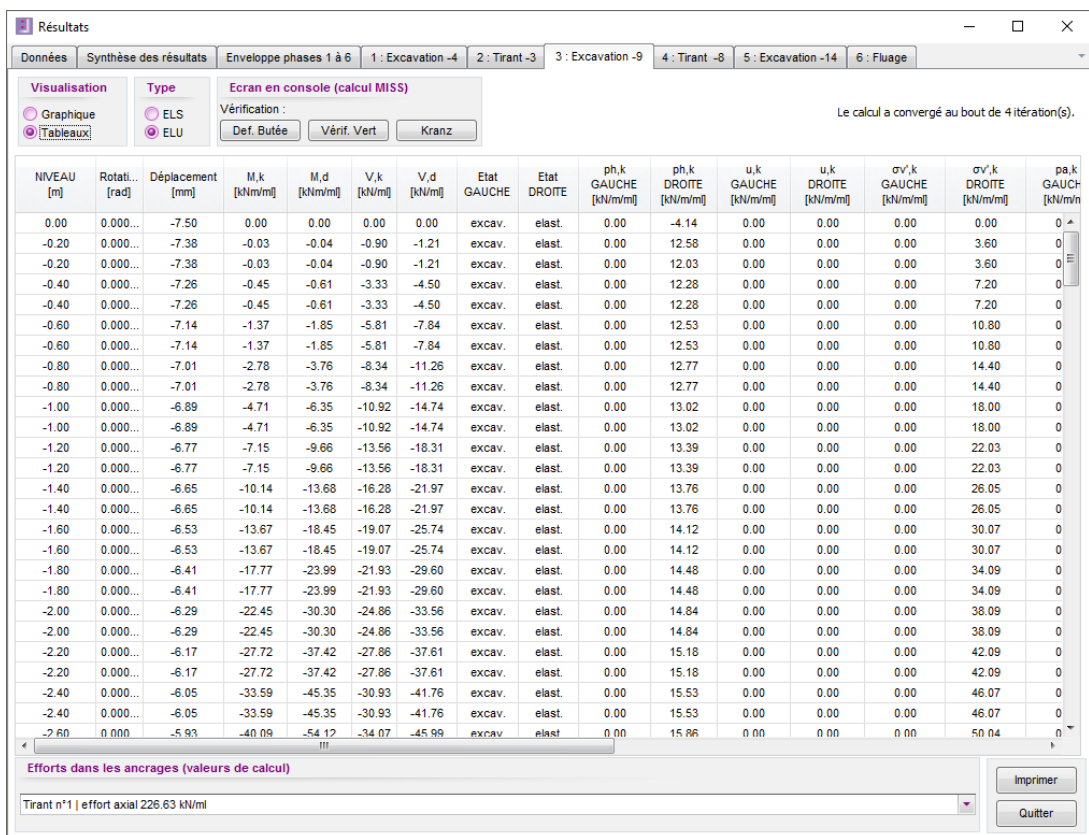 Résultats
Données Synthèse des résultats Enveloppe phases 1 à 6 1 : Excavation -4 2 : Tirant -3 3 : Excavation -9 4 : Tirant -8 5 : Excavation -14 6 : Fluage
Visualisation Type Ecran en console (calcul MISS)
Graphique ELS Vérification :
Tableaux ELU Def. Butée Vérif. Vert Kranz
Le calcul a convergé au bout de 4 itération(s).
NIVEAU [m] Rotati... [rad] Déplacement [mm] M,k [kNm/ml] M,d [kNm/ml] V,k [kN/ml] V,d [kN/ml] Etat GAUCHE Etat DROITE ph,k GAUCHE [kN/m/ml] ph,k DROITE [kN/m/ml] u,k GAUCHE [kN/m/ml] u,k DROITE [kN/m/ml] σv',k GAUCHE [kN/m/ml] σv',k DROITE [kN/m/ml] pa,k GAUCH [kN/m/n
0.00 0.000... -7.50 0.00 0.00 0.00 0.00 excav. elast. 0.00 -4.14 0.00 0.00 0.00 0.00 0
-0.20 0.000... -7.38 -0.03 -0.04 -0.90 -1.21 excav. elast. 0.00 12.58 0.00 0.00 0.00 3.60 0
-0.20 0.000... -7.38 -0.03 -0.04 -0.90 -1.21 excav. elast. 0.00 12.03 0.00 0.00 0.00 3.60 0
-0.40 0.000... -7.26 -0.45 -0.61 -3.33 -4.50 excav. elast. 0.00 12.28 0.00 0.00 0.00 7.20 0
-0.40 0.000... -7.26 -0.45 -0.61 -3.33 -4.50 excav. elast. 0.00 12.28 0.00 0.00 0.00 7.20 0
-0.60 0.000... -7.14 -1.37 -1.85 -5.81 -7.84 excav. elast. 0.00 12.53 0.00 0.00 0.00 10.80 0
-0.60 0.000... -7.14 -1.37 -1.85 -5.81 -7.84 excav. elast. 0.00 12.53 0.00 0.00 0.00 10.80 0
-0.80 0.000... -7.01 -2.78 -3.76 -8.34 -11.26 excav. elast. 0.00 12.77 0.00 0.00 0.00 14.40 0
-0.80 0.000... -7.01 -2.78 -3.76 -8.34 -11.26 excav. elast. 0.00 12.77 0.00 0.00 0.00 14.40 0
-1.00 0.000... -6.89 -4.71 -6.35 -10.92 -14.74 excav. elast. 0.00 13.02 0.00 0.00 0.00 18.00 0
-1.00 0.000... -6.89 -4.71 -6.35 -10.92 -14.74 excav. elast. 0.00 13.02 0.00 0.00 0.00 18.00 0
-1.20 0.000... -6.77 -7.15 -9.66 -13.56 -18.31 excav. elast. 0.00 13.39 0.00 0.00 0.00 22.03 0
-1.20 0.000... -6.77 -7.15 -9.66 -13.56 -18.31 excav. elast. 0.00 13.39 0.00 0.00 0.00 22.03 0
-1.40 0.000... -6.65 -10.14 -13.68 -16.28 -21.97 excav. elast. 0.00 13.76 0.00 0.00 0.00 26.05 0
-1.40 0.000... -6.65 -10.14 -13.68 -16.28 -21.97 excav. elast. 0.00 13.76 0.00 0.00 0.00 26.05 0
-1.60 0.000... -6.53 -13.67 -18.45 -19.07 -25.74 excav. elast. 0.00 14.12 0.00 0.00 0.00 30.07 0
-1.60 0.000... -6.53 -13.67 -18.45 -19.07 -25.74 excav. elast. 0.00 14.12 0.00 0.00 0.00 30.07 0
-1.80 0.000... -6.41 -17.77 -23.99 -21.93 -29.60 excav. elast. 0.00 14.48 0.00 0.00 0.00 34.09 0
-1.80 0.000... -6.41 -17.77 -23.99 -21.93 -29.60 excav. elast. 0.00 14.48 0.00 0.00 0.00 34.09 0
-2.00 0.000... -6.29 -22.45 -30.30 -24.86 -33.56 excav. elast. 0.00 14.84 0.00 0.00 0.00 38.09 0
-2.00 0.000... -6.29 -22.45 -30.30 -24.86 -33.56 excav. elast. 0.00 14.84 0.00 0.00 0.00 38.09 0
-2.20 0.000... -6.17 -27.72 -37.42 -27.86 -37.61 excav. elast. 0.00 15.18 0.00 0.00 0.00 42.09 0
-2.20 0.000... -6.17 -27.72 -37.42 -27.86 -37.61 excav. elast. 0.00 15.18 0.00 0.00 0.00 42.09 0
-2.40 0.000... -6.05 -33.59 -45.35 -30.93 -41.76 excav. elast. 0.00 15.53 0.00 0.00 0.00 46.07 0
-2.40 0.000... -6.05 -33.59 -45.35 -30.93 -41.76 excav. elast. 0.00 15.53 0.00 0.00 0.00 46.07 0
-2.60 0.000 -5.93 -40.09 -54.12 -34.07 -45.99 excav. elast. 0.00 15.86 0.00 0.00 0.00 50.04 0
Efforts dans les ancrages (valeurs de calcul)
Tirant n°1 | effort axial 226.63 kN/ml
Imprimer
Quitter